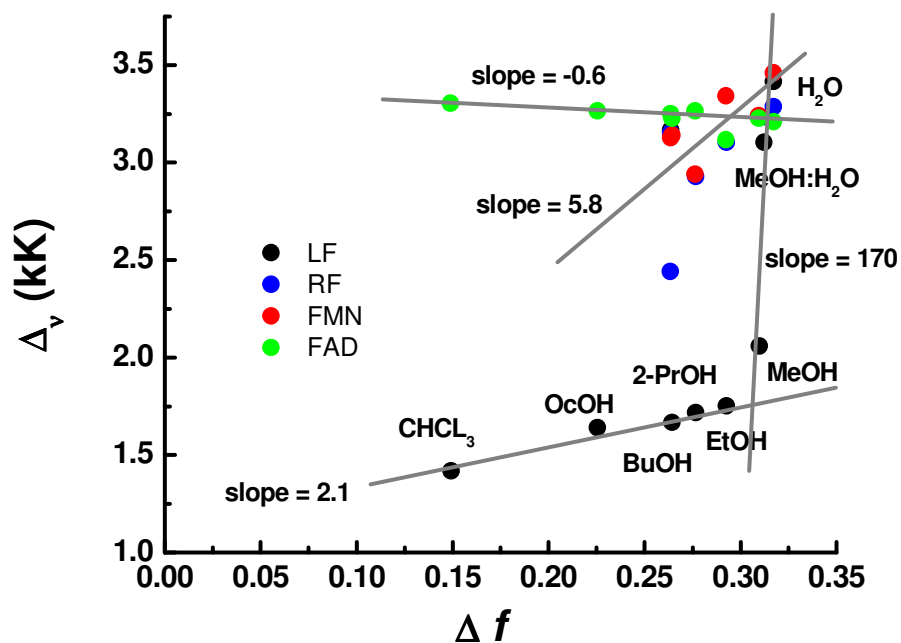 3.5
3.0
2.5
2.0
1.5
1.0
Δν (kK)
slope = -0.6
H2O
MeOH:H2O
slope = 5.8
LF
RF
FMN
FAD
slope = 170
2-PrOH
MeOH
OcOH
CHCL3
EtOH
BuOH
slope = 2.1
0.00 0.05 0.10 0.15 0.20 0.25 0.30 0.35
Δ f